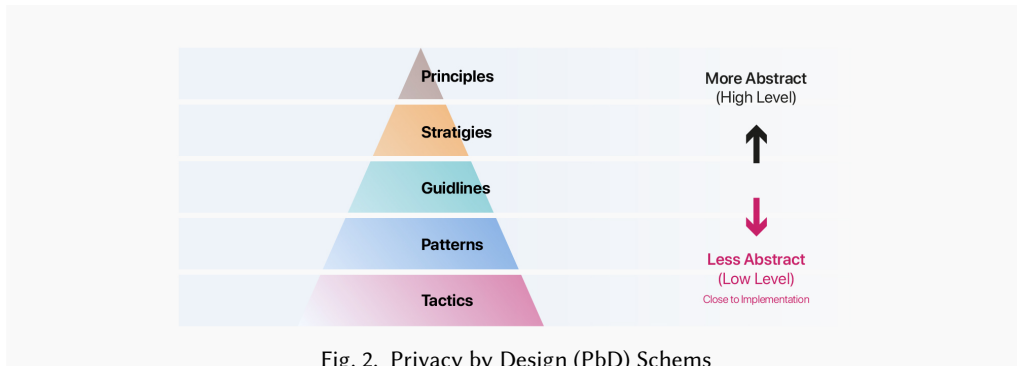 Principles
Stratigies
Guidlines
Patterns
Tactics
More Abstract
(High Level)
Less Abstract
(Low Level)
Close to Implementation
Fig. 2. Privacy by Design (PbD) Schems